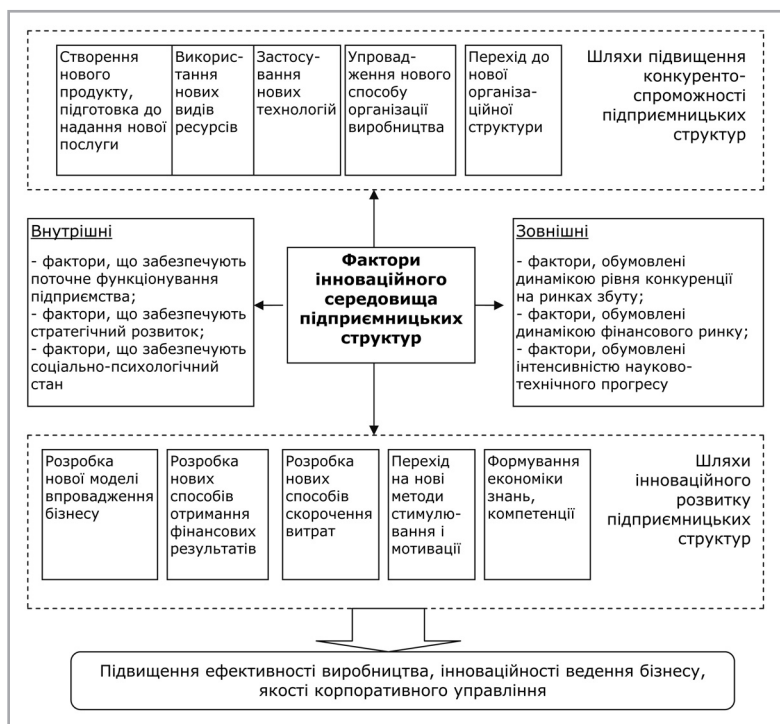 Створення
нового
продукту,
підготовка до
надання нової
послуги
Викорис-
тання
нових
видів
ресурсів
Застосу-
вання
нових
технологій
Упровад-
ження нового
способу
організації
виробництва
Перехід до
нової
організа-
ційної
структури
Шляхи підвищення
конкуренто-
спроможності
підприємницьких
структур
Внутрішні
- фактори, що забезпечують
поточне функціонування
підприємства;
- фактори, що забезпечують
стратегічний розвиток;
- фактори, що забезпечують
соціально-психологічний
стан
Фактори
інноваційного
середовища
підприємницьких
структур
Зовнішні
- фактори, обумовлені
динамікою рівня конкуренції
на ринках збуту;
- фактори, обумовлені
динамікою фінансового ринку;
- фактори, обумовлені
інтенсивністю науково-
технічного прогресу
Розробка
нової моделі
впровадження
бізнесу
Розробка
нових
способів
отримання
фінансових
результатів
Розробка
нових
способів
скорочення
витрат
Перехід
на нові
методи
стимулю-
вання і
мотивації
Формування
економіки
знань,
компетенції
Шляхи
інноваційного
розвитку
підприємницьких
структур
Підвищення ефективності виробництва, інноваційності ведення бізнесу,
якості корпоративного управління